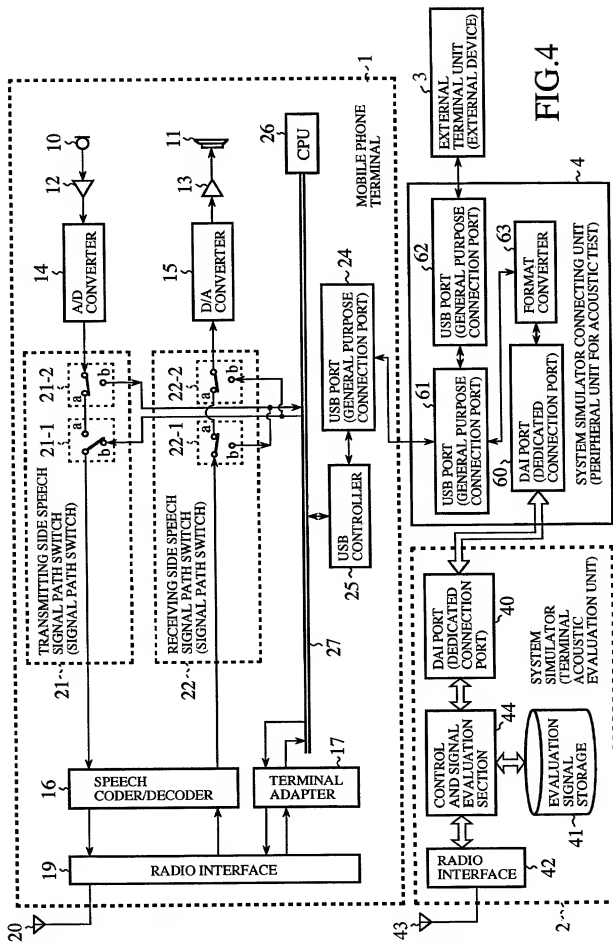 FIG.4
10
12
14
A/D
CONVERTER
11
13
15
D/A
CONVERTER
26
CPU
1
MOBILE PHONE
TERMINAL
21-2
a
b
21-1
a
b
TRANSMITTING SIDE SPEECH
SIGNAL PATH SWITCH
(SIGNAL PATH SWITCH)
21
22-2
a
b
22-1
a
b
RECEIVING SIDE SPEECH
SIGNAL PATH SWITCH
(SIGNAL PATH SWITCH)
22
24
USB PORT
(GENERAL PURPOSE
CONNECTION PORT)
25
USB
CONTROLLER
27
16
SPEECH
CODER/DECODER
17
TERMINAL
ADAPTER
19
RADIO INTERFACE
20
3
EXTERNAL
TERMINAL UNIT
(EXTERNAL DEVICE)
4
62
USB PORT
(GENERAL PURPOSE
CONNECTION PORT)
63
FORMAT
CONVERTER
61
USB PORT
(GENERAL PURPOSE
CONNECTION PORT)
60
DAI PORT
(DEDICATED
CONNECTION PORT)
SYSTEM SIMULATOR CONNECTING UNIT
(PERIPHERAL UNIT FOR ACOUSTIC TEST)
40
DAI PORT
(DEDICATED
CONNECTION
PORT)
SYSTEM
SIMULATOR
(TERMINAL
ACOUSTIC
EVALUATION UNIT)
44
CONTROL
AND SIGNAL
EVALUATION
SECTION
41
EVALUATION
SIGNAL
STORAGE
42
RADIO
INTERFACE
43
2